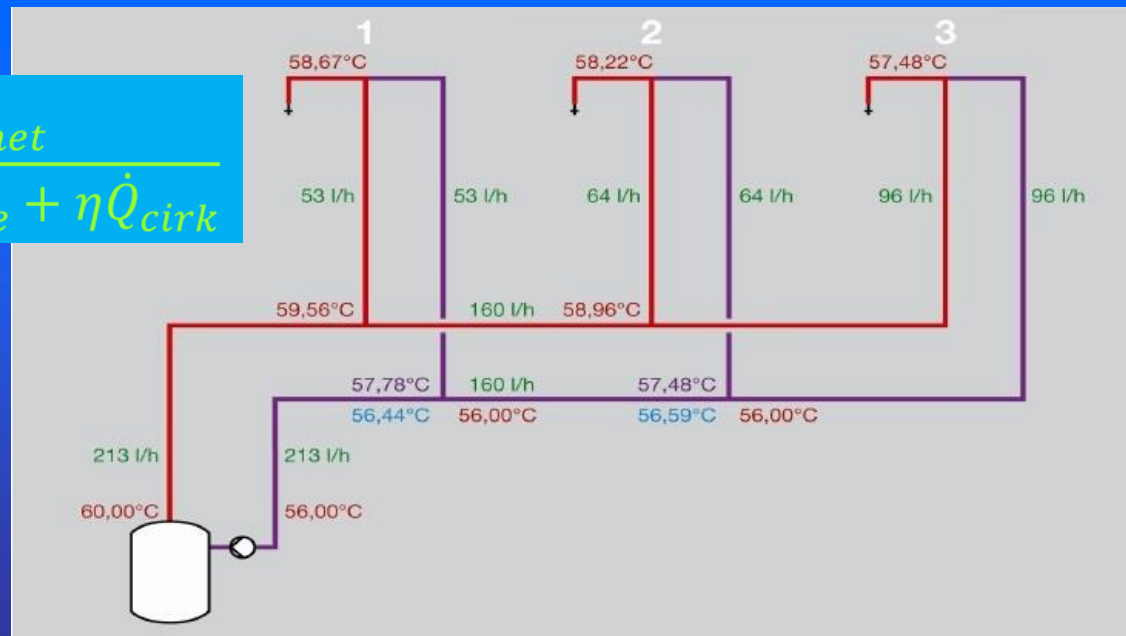 1 2 3
58,67°C 58,22°C 57,48°C
53 l/h 53 l/h 64 l/h 64 l/h 96 l/h 96 l/h
+ ηQ̇cirk
59,56°C 160 l/h 58,96°C
57,78°C 160 l/h 57,48°C
56,44°C 56,00°C 56,59°C 56,00°C
213 l/h 213 l/h
60,00°C 56,00°C